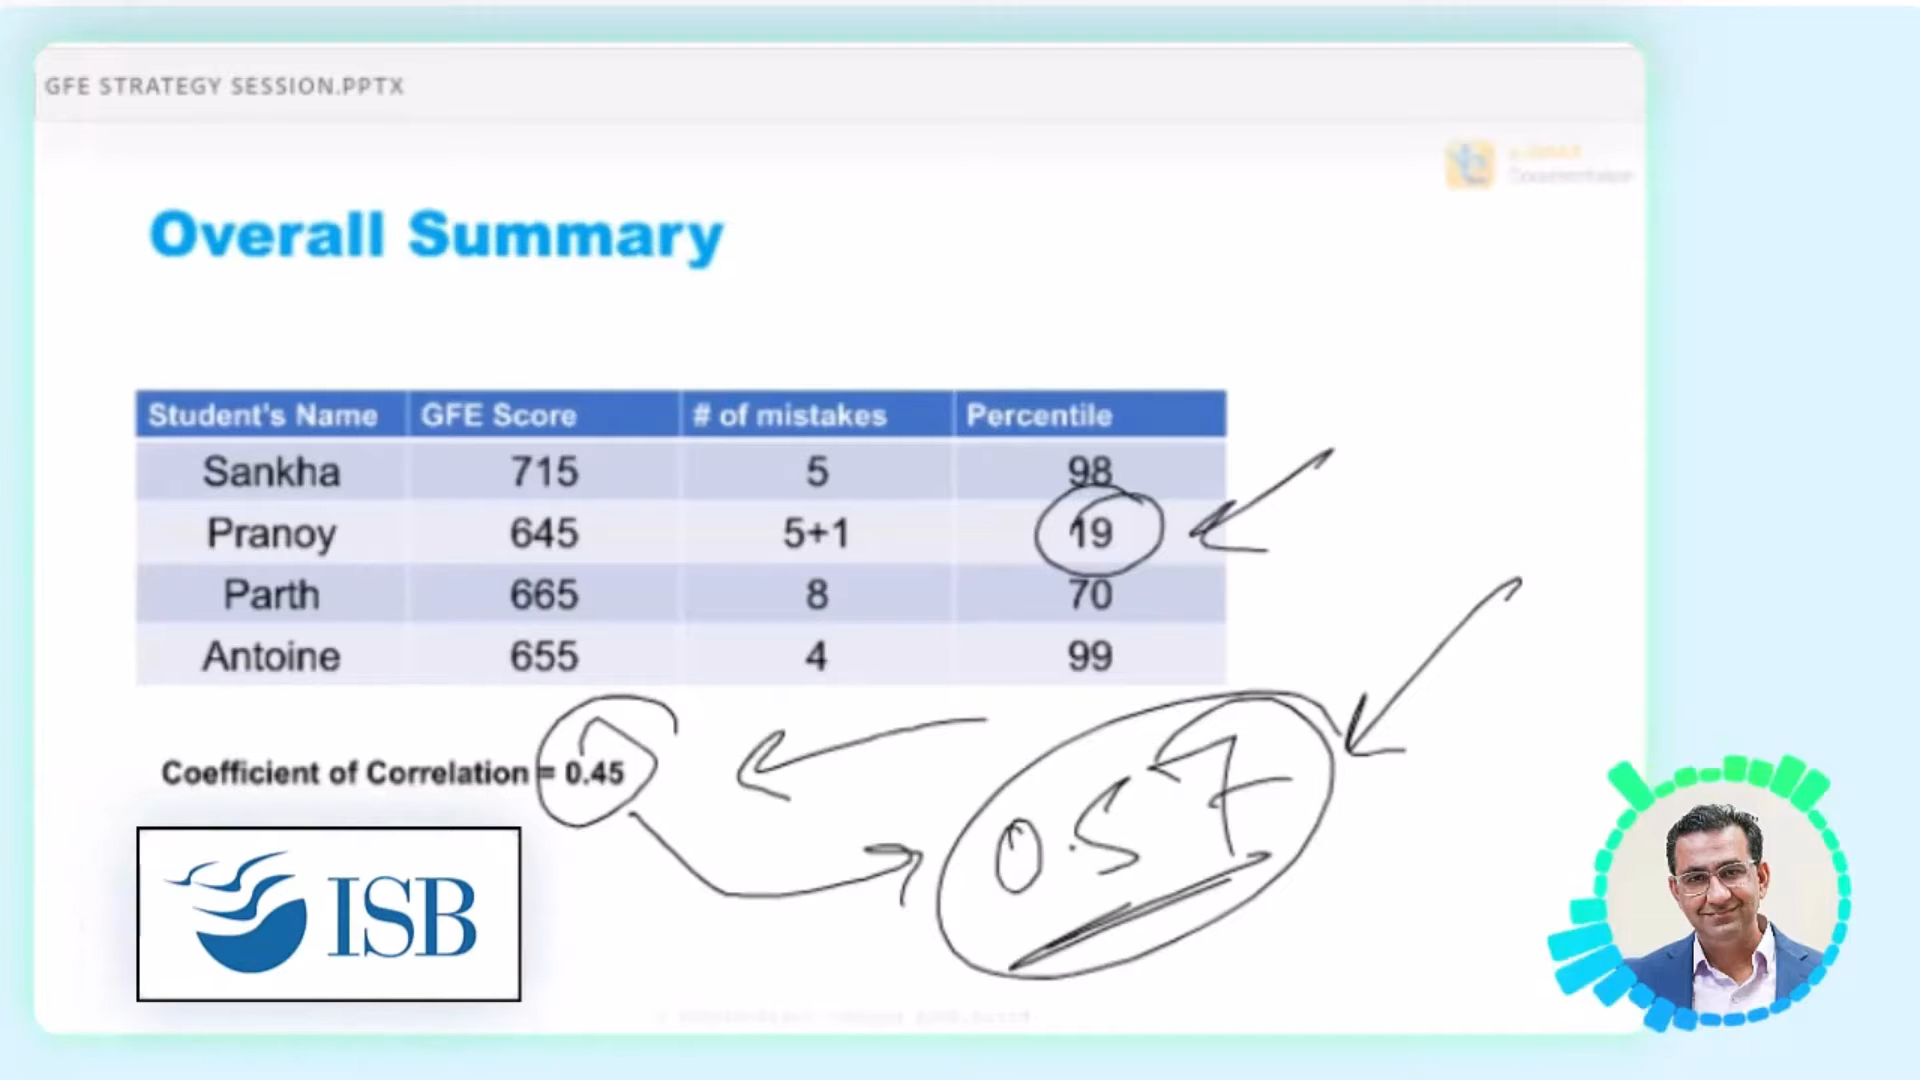 GFE STRATEGY SESSION.PPTX
Overall Summary
Student's Name GFE Score # of mistakes Percentile
Sankha 715 5 98
Pranoy 645 5+1 19
Parth 665 8 70
Antoine 655 4 99
Coefficient of Correlation = 0.45
0.57
ISB